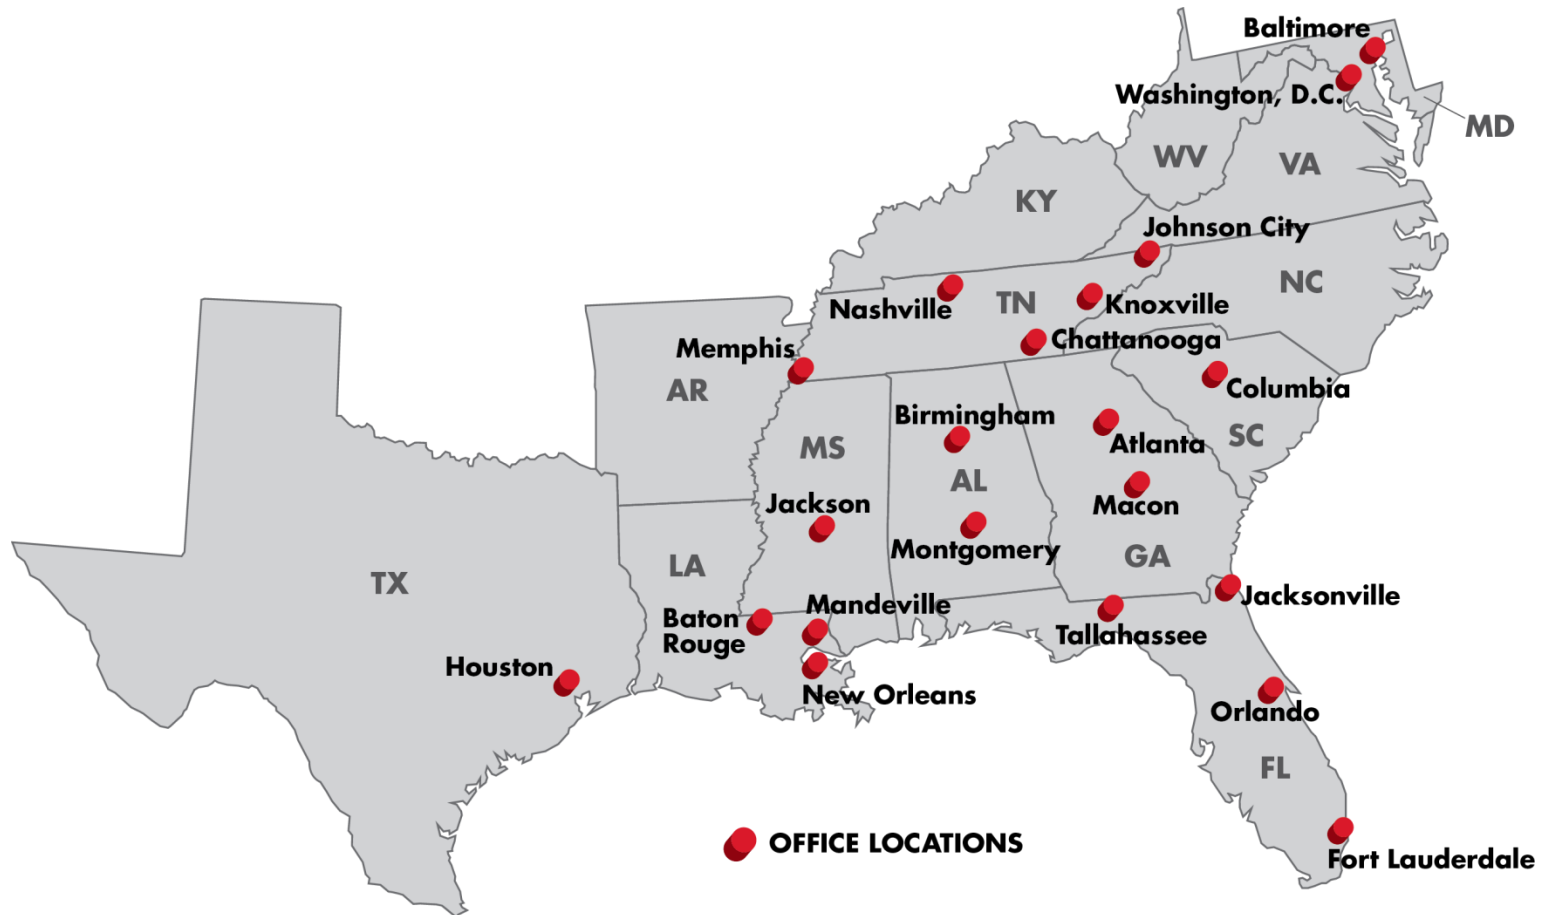 Baltimore
Washington, D.C.
MD
WV
VA
KY
Johnson City
NC
TN
Nashville
Knoxville
Chattanooga
Memphis
AR
Columbia
Birmingham
SC
MS
Atlanta
AL
Jackson
Macon
Montgomery
GA
LA
TX
Jacksonville
Mandeville
Baton
Rouge
Tallahassee
Houston
New Orleans
Orlando
FL
OFFICE LOCATIONS
Fort Lauderdale